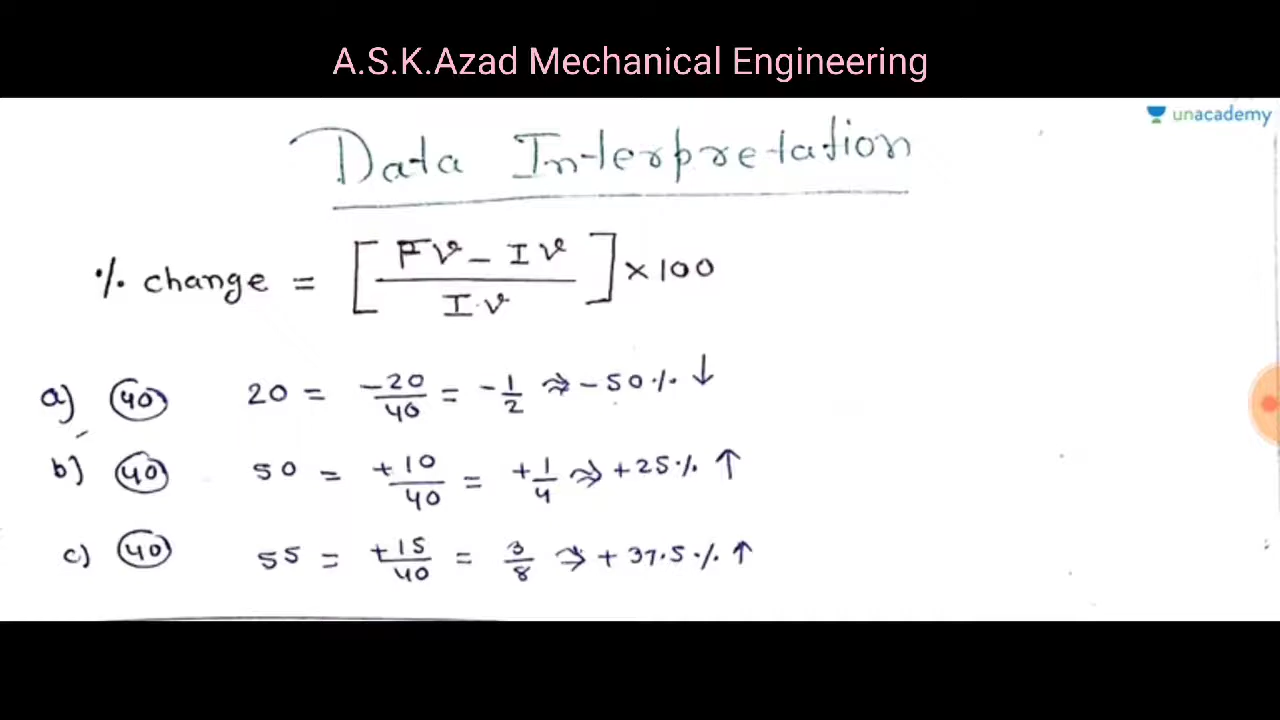 A.S.K.Azad Mechanical Engineering
unacademy
Data Interpretation
% change = [ FV - IV / I.V ] × 100
a) 40 20 = -20/40 = -1/2 ⇒ -50% ↓
b) 40 50 = +10/40 = +1/4 ⇒ +25% ↑
c) 40 55 = +15/40 = 3/8 ⇒ +37.5% ↑